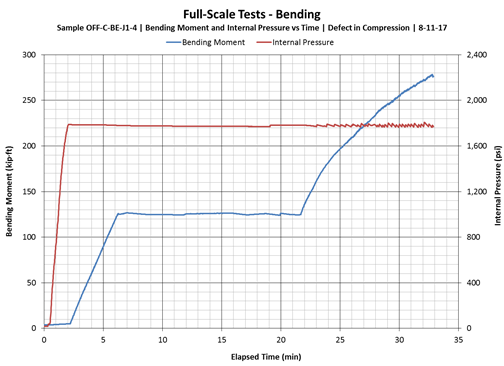 Full-Scale Tests - Bending
Sample OFF-C-BE-J1-4 | Bending Moment and Internal Pressure vs Time | Defect in Compression | 8-11-17
Bending Moment Internal Pressure
300 2,400
250 2,000
200 1,600
150 1,200
100 800
50 400
0 0
Bending Moment (kip-ft)
Internal Pressure (psi)
0 5 10 15 20 25 30 35
Elapsed Time (min)